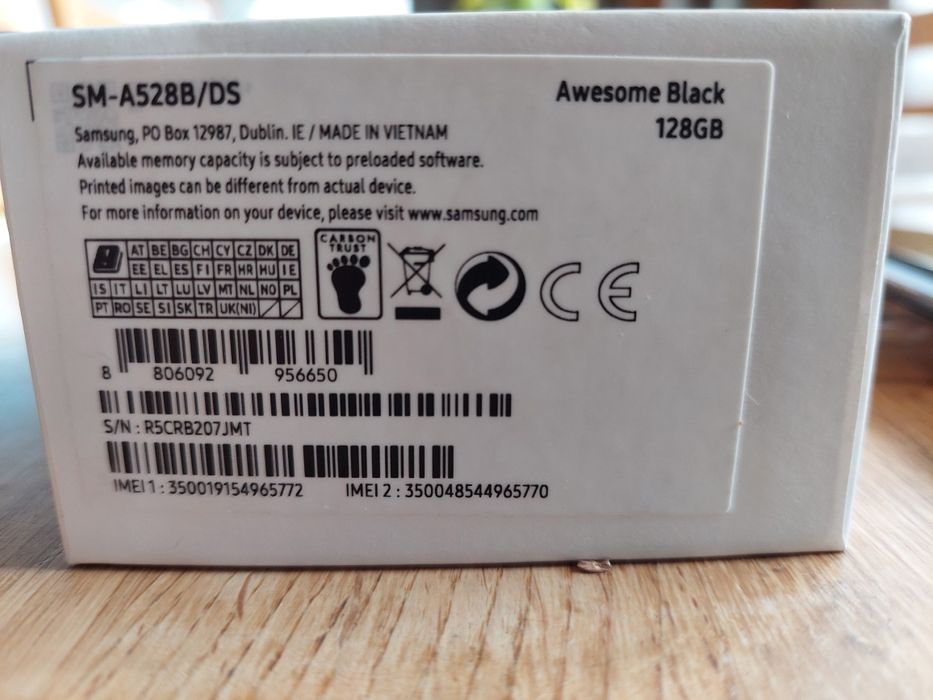 SM-A528B/DS
Awesome Black
128GB
Samsung, PO Box 12987, Dublin. IE / MADE IN VIETNAM
Available memory capacity is subject to preloaded software.
Printed images can be different from actual device.
For more information on your device, please visit www.samsung.com
AT BE BG CH CY CZ DK DE
EE EL ES FI FR HR HU IE
IS IT LI LT LU LV MT NL NO PL
PT RO SE SI SK TR UK(NI)
CARBON
TRUST
CE
8 806092 956650
S/N : R5CRB207JMT
IMEI 1 : 350019154965772 IMEI 2 : 350048544965770